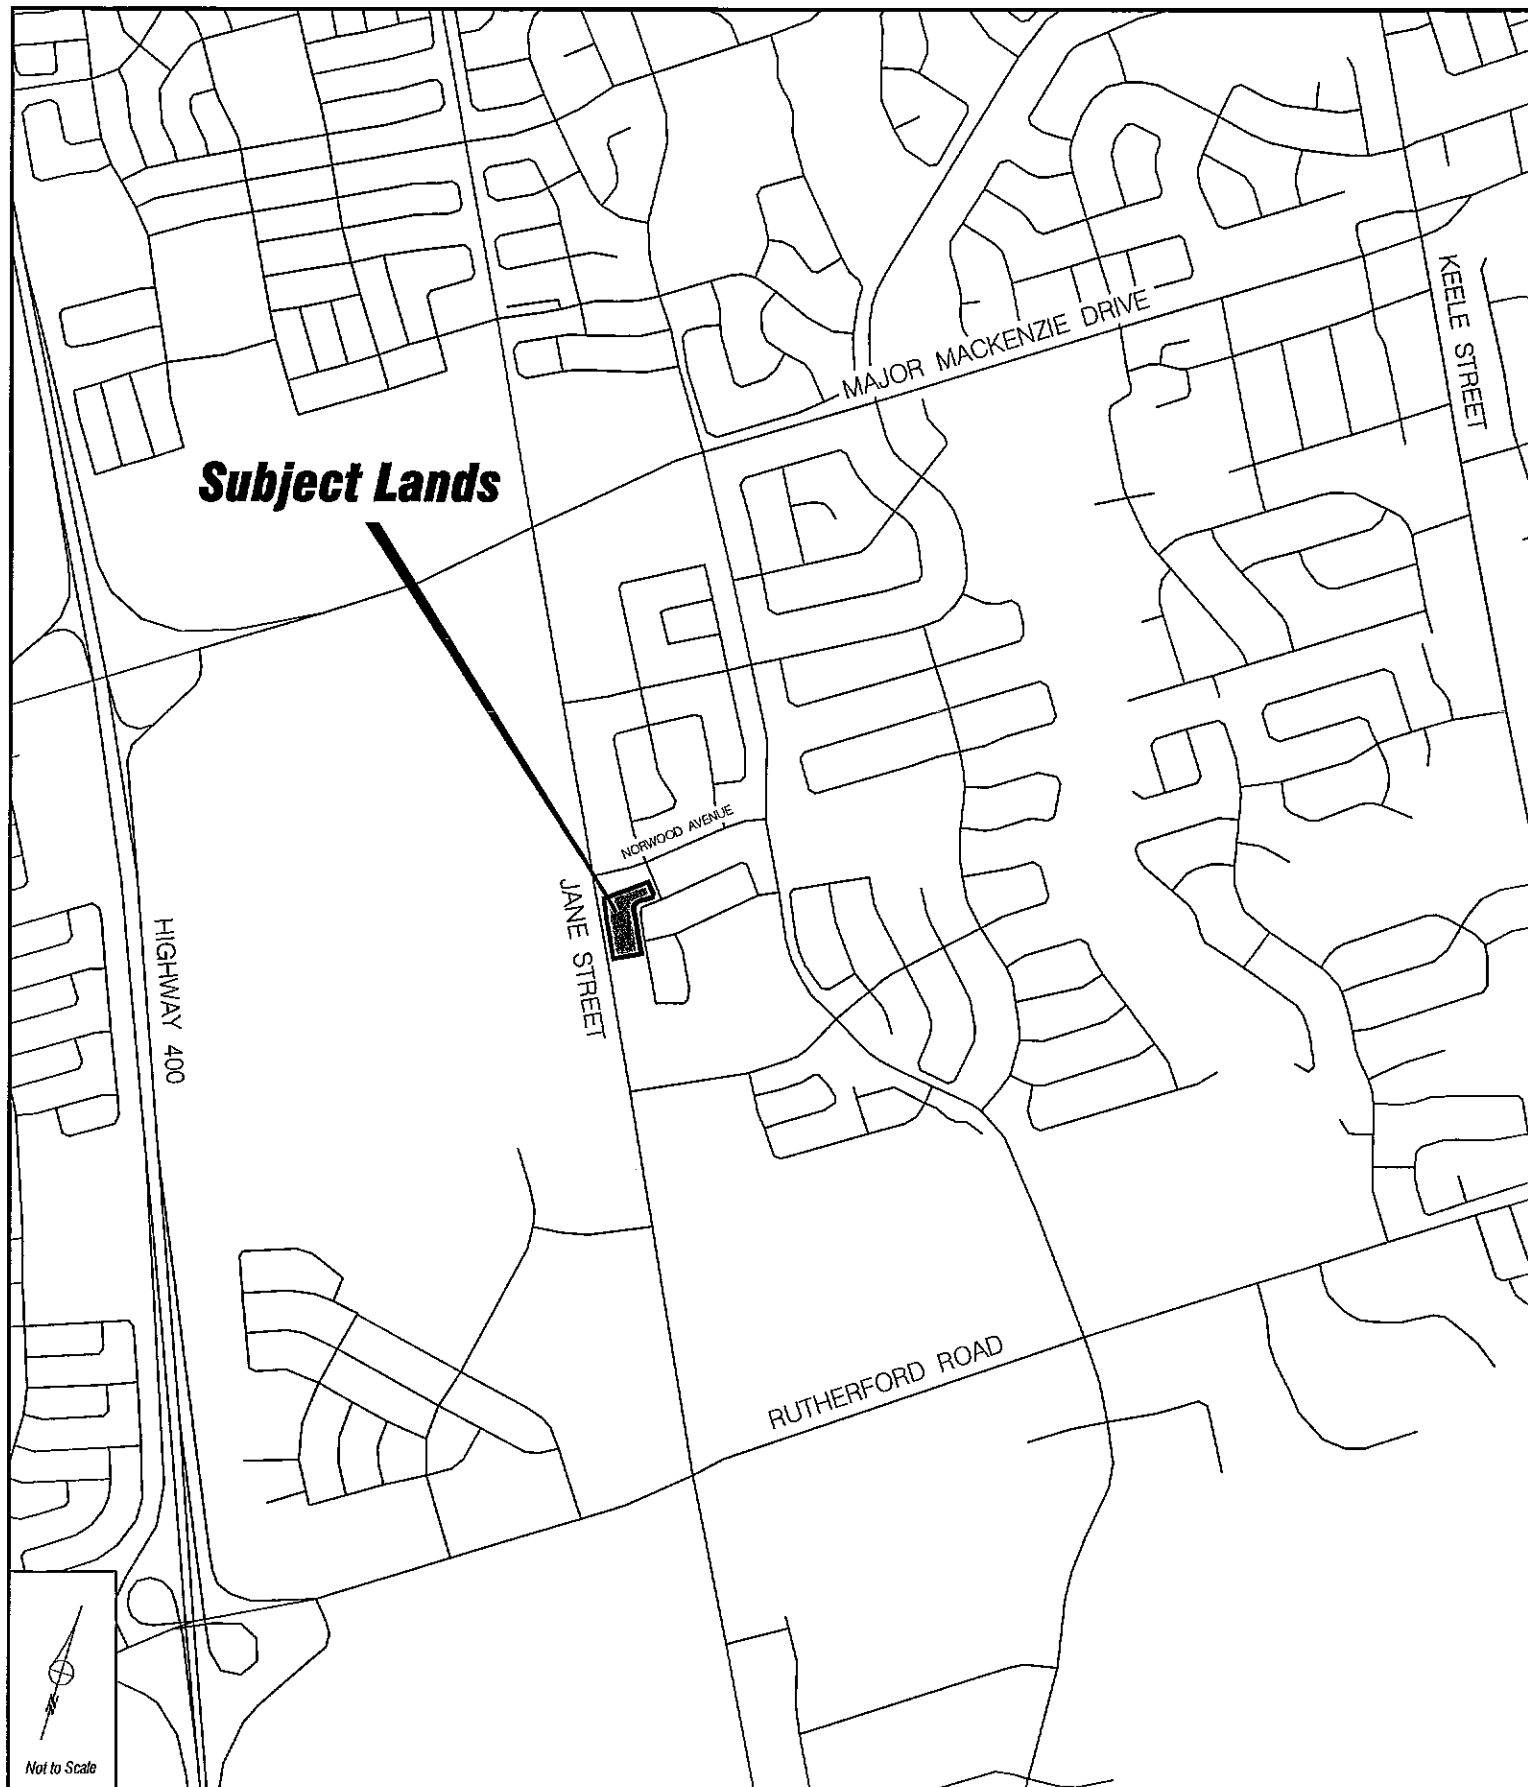 KEELE STREET
MAJOR MACKENZIE DRIVE
Subject Lands
NORWOOD AVENUE
JANE STREET
HIGHWAY 400
RUTHERFORD ROAD
Not to Scale